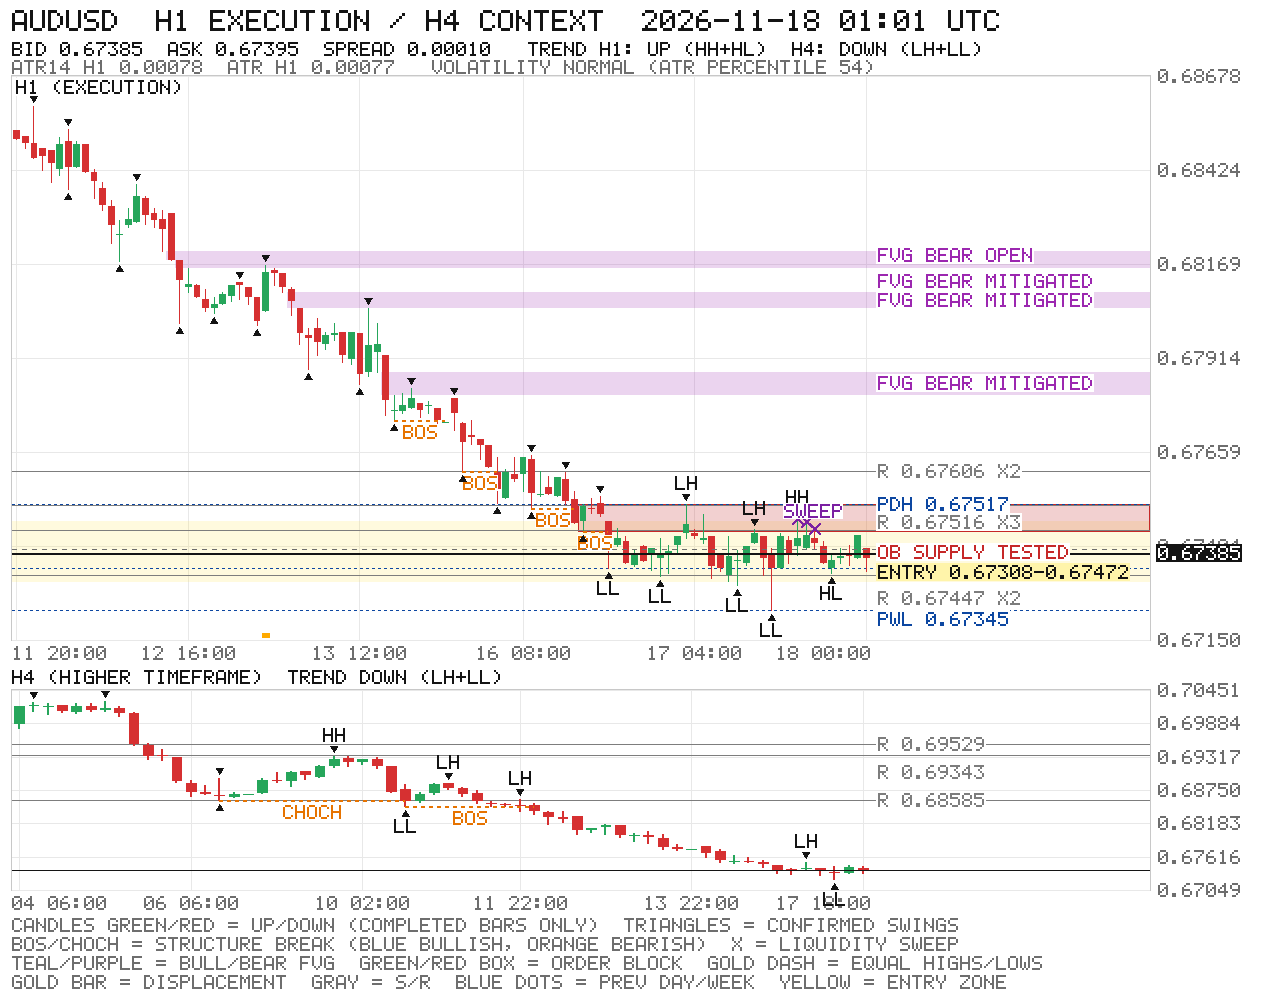 AUDUSD  H1 EXECUTION / H4 CONTEXT  2026-11-18 01:01 UTC
BID 0.67385  ASK 0.67395  SPREAD 0.00010   TREND H1: UP (HH+HL)  H4: DOWN (LH+LL)
ATR14 H1 0.00078  ATR H1 0.00077   VOLATILITY NORMAL (ATR PERCENTILE 54)
H1 (EXECUTION)
0.68678
0.68424
FVG BEAR OPEN
0.68169
FVG BEAR MITIGATED
FVG BEAR MITIGATED
0.67914
FVG BEAR MITIGATED
BOS
0.67659
R 0.67606 X2
BOS
LH
HH
PDH 0.67517
LH
SWEEP
BOS
R 0.67516 X3
BOS
OB SUPPLY TESTED
0.67385
ENTRY 0.67308-0.67472
LL
LL
LL
HL
R 0.67447 X2
LL
PWL 0.67345
0.67150
11 20:00  12 16:00  13 12:00  16 08:00  17 04:00  18 00:00
H4 (HIGHER TIMEFRAME)  TREND DOWN (LH+LL)
0.70451
0.69884
HH
R 0.69529
0.69317
LH
LH
R 0.69343
0.68750
R 0.68585
CHOCH
BOS
LL
0.68183
LH
0.67616
0.67049
LL
04 06:00  06 06:00  10 02:00  11 22:00  13 22:00  17
CANDLES GREEN/RED = UP/DOWN (COMPLETED BARS ONLY)  TRIANGLES = CONFIRMED SWINGS
BOS/CHOCH = STRUCTURE BREAK (BLUE BULLISH, ORANGE BEARISH)  X = LIQUIDITY SWEEP
TEAL/PURPLE = BULL/BEAR FVG  GREEN/RED BOX = ORDER BLOCK  GOLD DASH = EQUAL HIGHS/LOWS
GOLD BAR = DISPLACEMENT  GRAY = S/R  BLUE DOTS = PREV DAY/WEEK  YELLOW = ENTRY ZONE